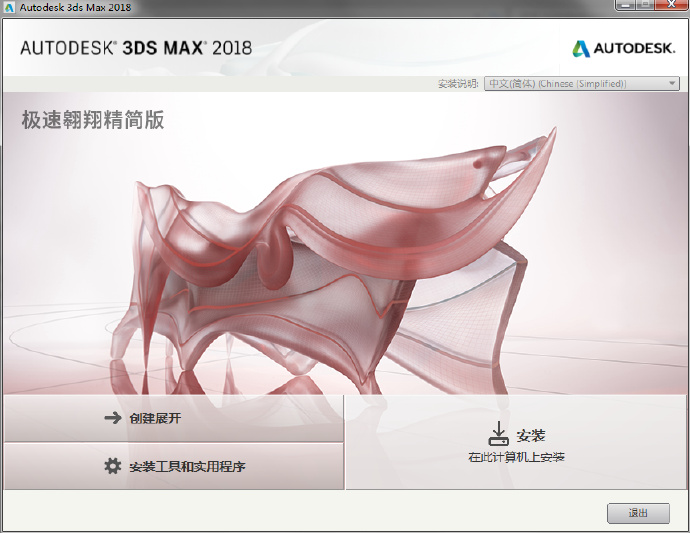 Autodesk 3ds Max 2018
AUTODESK® 3DS MAX® 2018
AUTODESK.
安装说明: 中文(简体) (Chinese (Simplified))
极速翱翔精简版
创建展开
安装工具和实用程序
安装
在此计算机上安装
退出